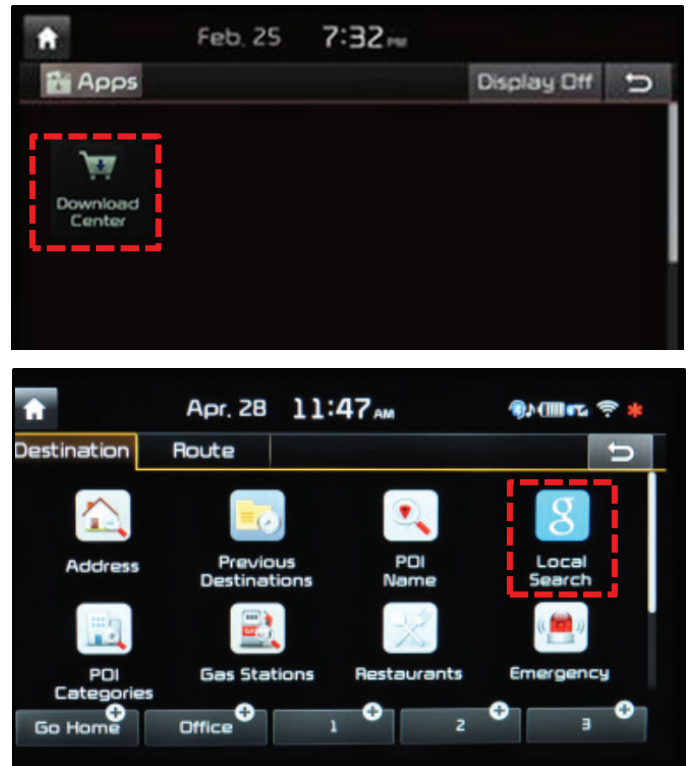 Feb. 25 7:32 PM
Apps Display Off
Download
Center
Apr. 28 11:47 AM
Destination Route
Address Previous Destinations POI Name g Local Search
POI Categories Gas Stations Restaurants Emergency
Go Home Office 1 2 3